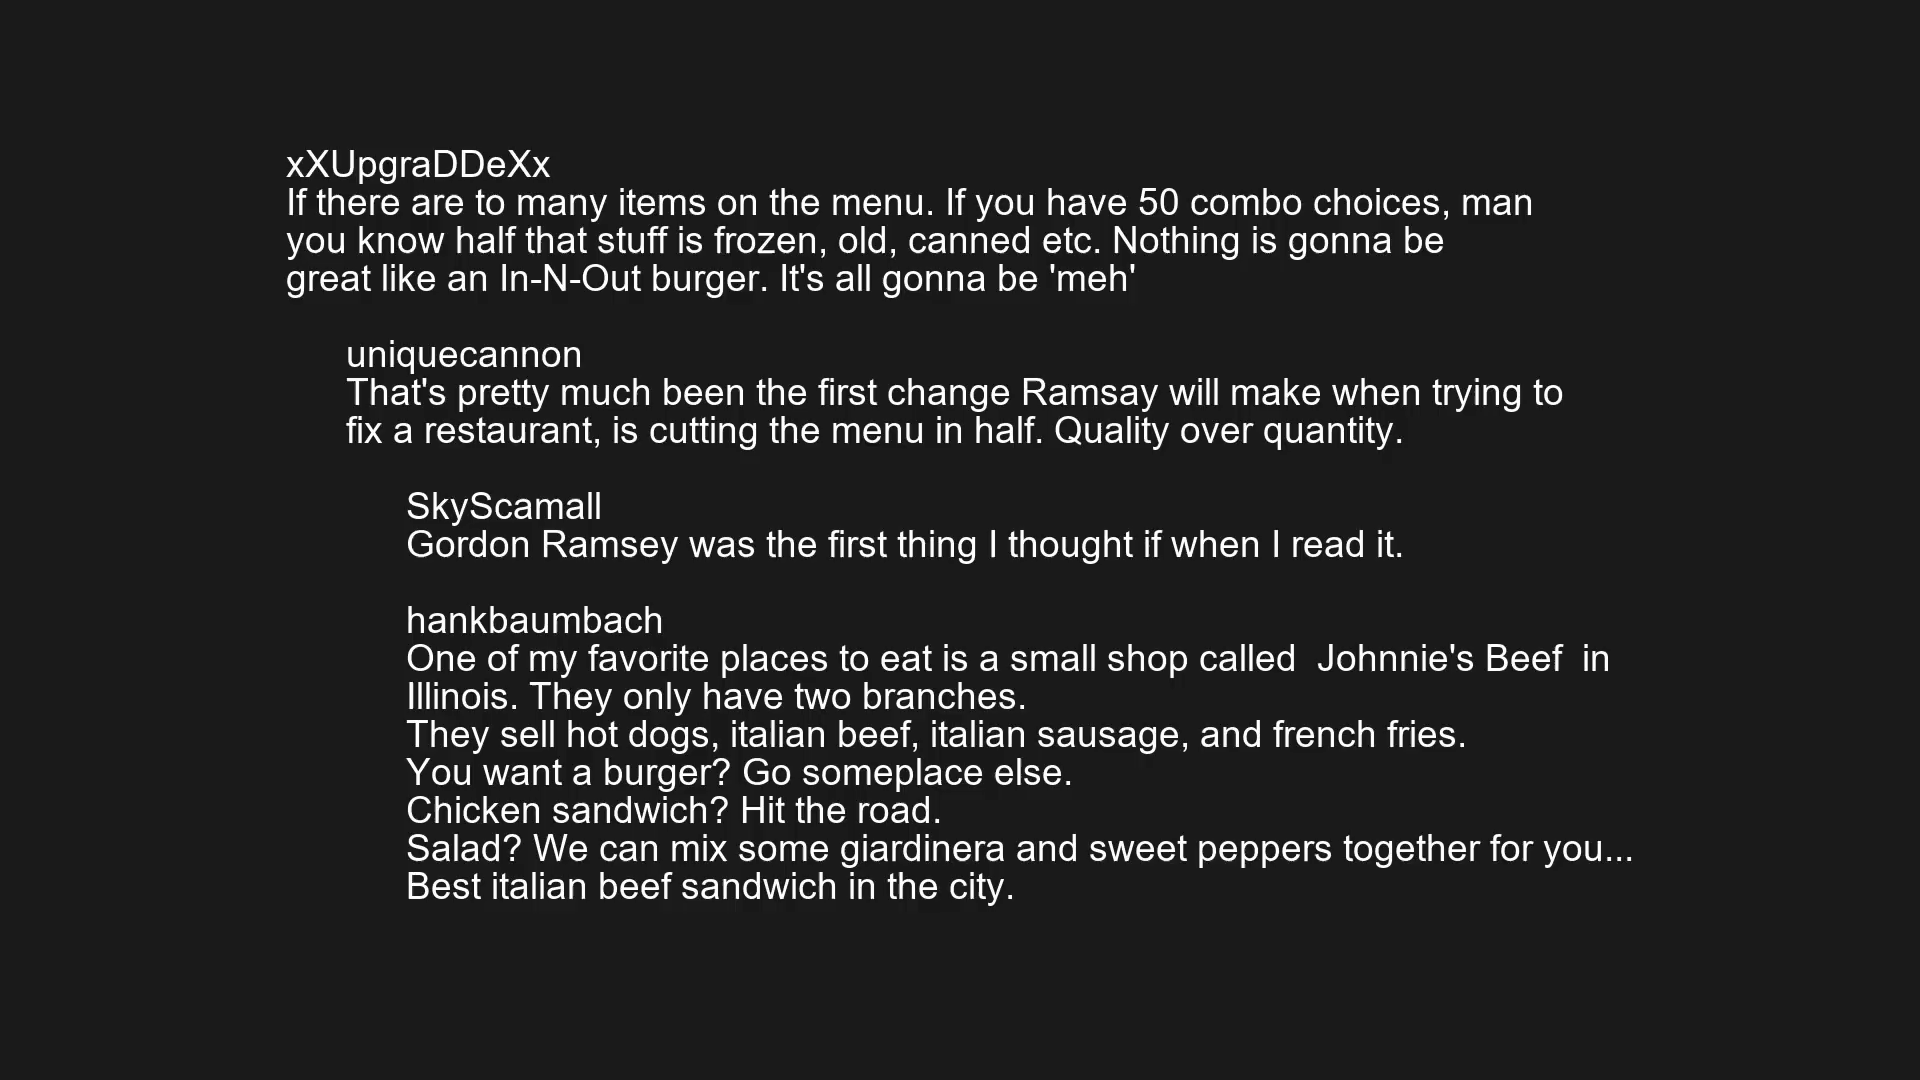 xXUpgraDDeXx
If there are to many items on the menu. If you have 50 combo choices, man
you know half that stuff is frozen, old, canned etc. Nothing is gonna be
great like an In-N-Out burger. It's all gonna be 'meh'
uniquecannon
That's pretty much been the first change Ramsay will make when trying to
fix a restaurant, is cutting the menu in half. Quality over quantity.
SkyScamall
Gordon Ramsey was the first thing I thought if when I read it.
hankbaumbach
One of my favorite places to eat is a small shop called  Johnnie's Beef  in
Illinois. They only have two branches.
They sell hot dogs, italian beef, italian sausage, and french fries.
You want a burger? Go someplace else.
Chicken sandwich? Hit the road.
Salad? We can mix some giardinera and sweet peppers together for you...
Best italian beef sandwich in the city.